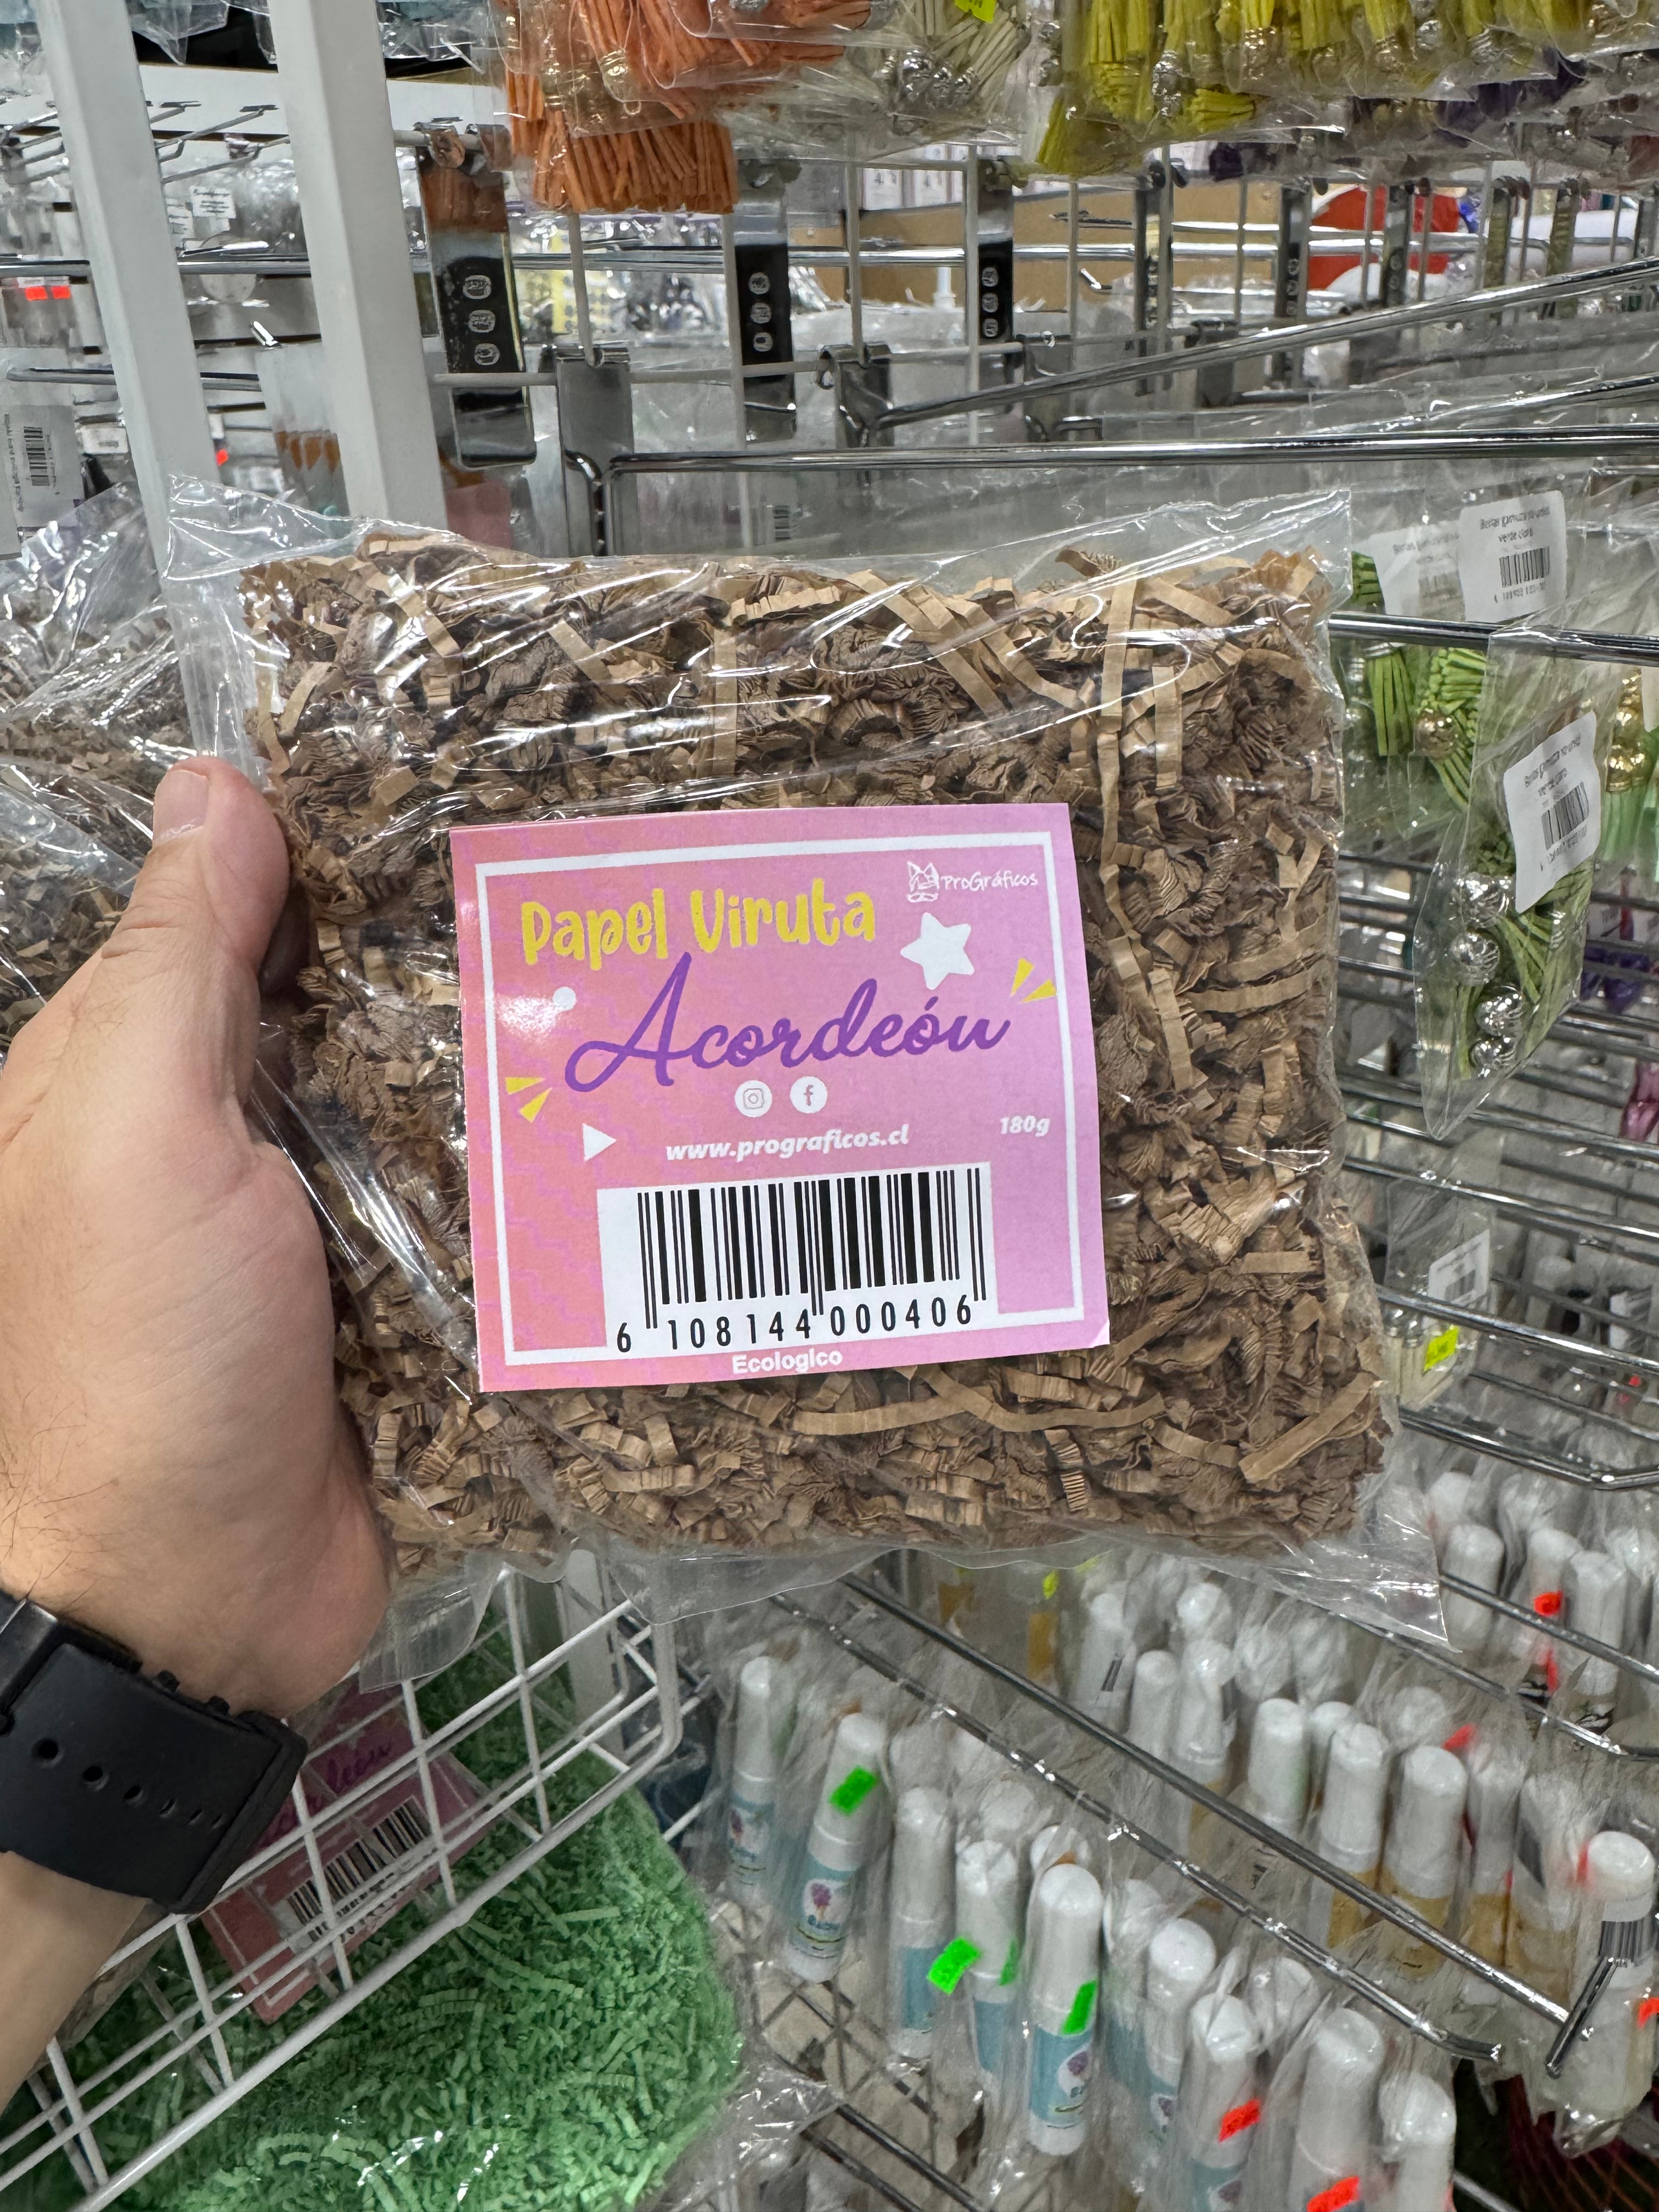 ProGráficos
Papel Viruta
Acordeón
www.prograficos.cl
180g
6 108144 000406
Ecologico